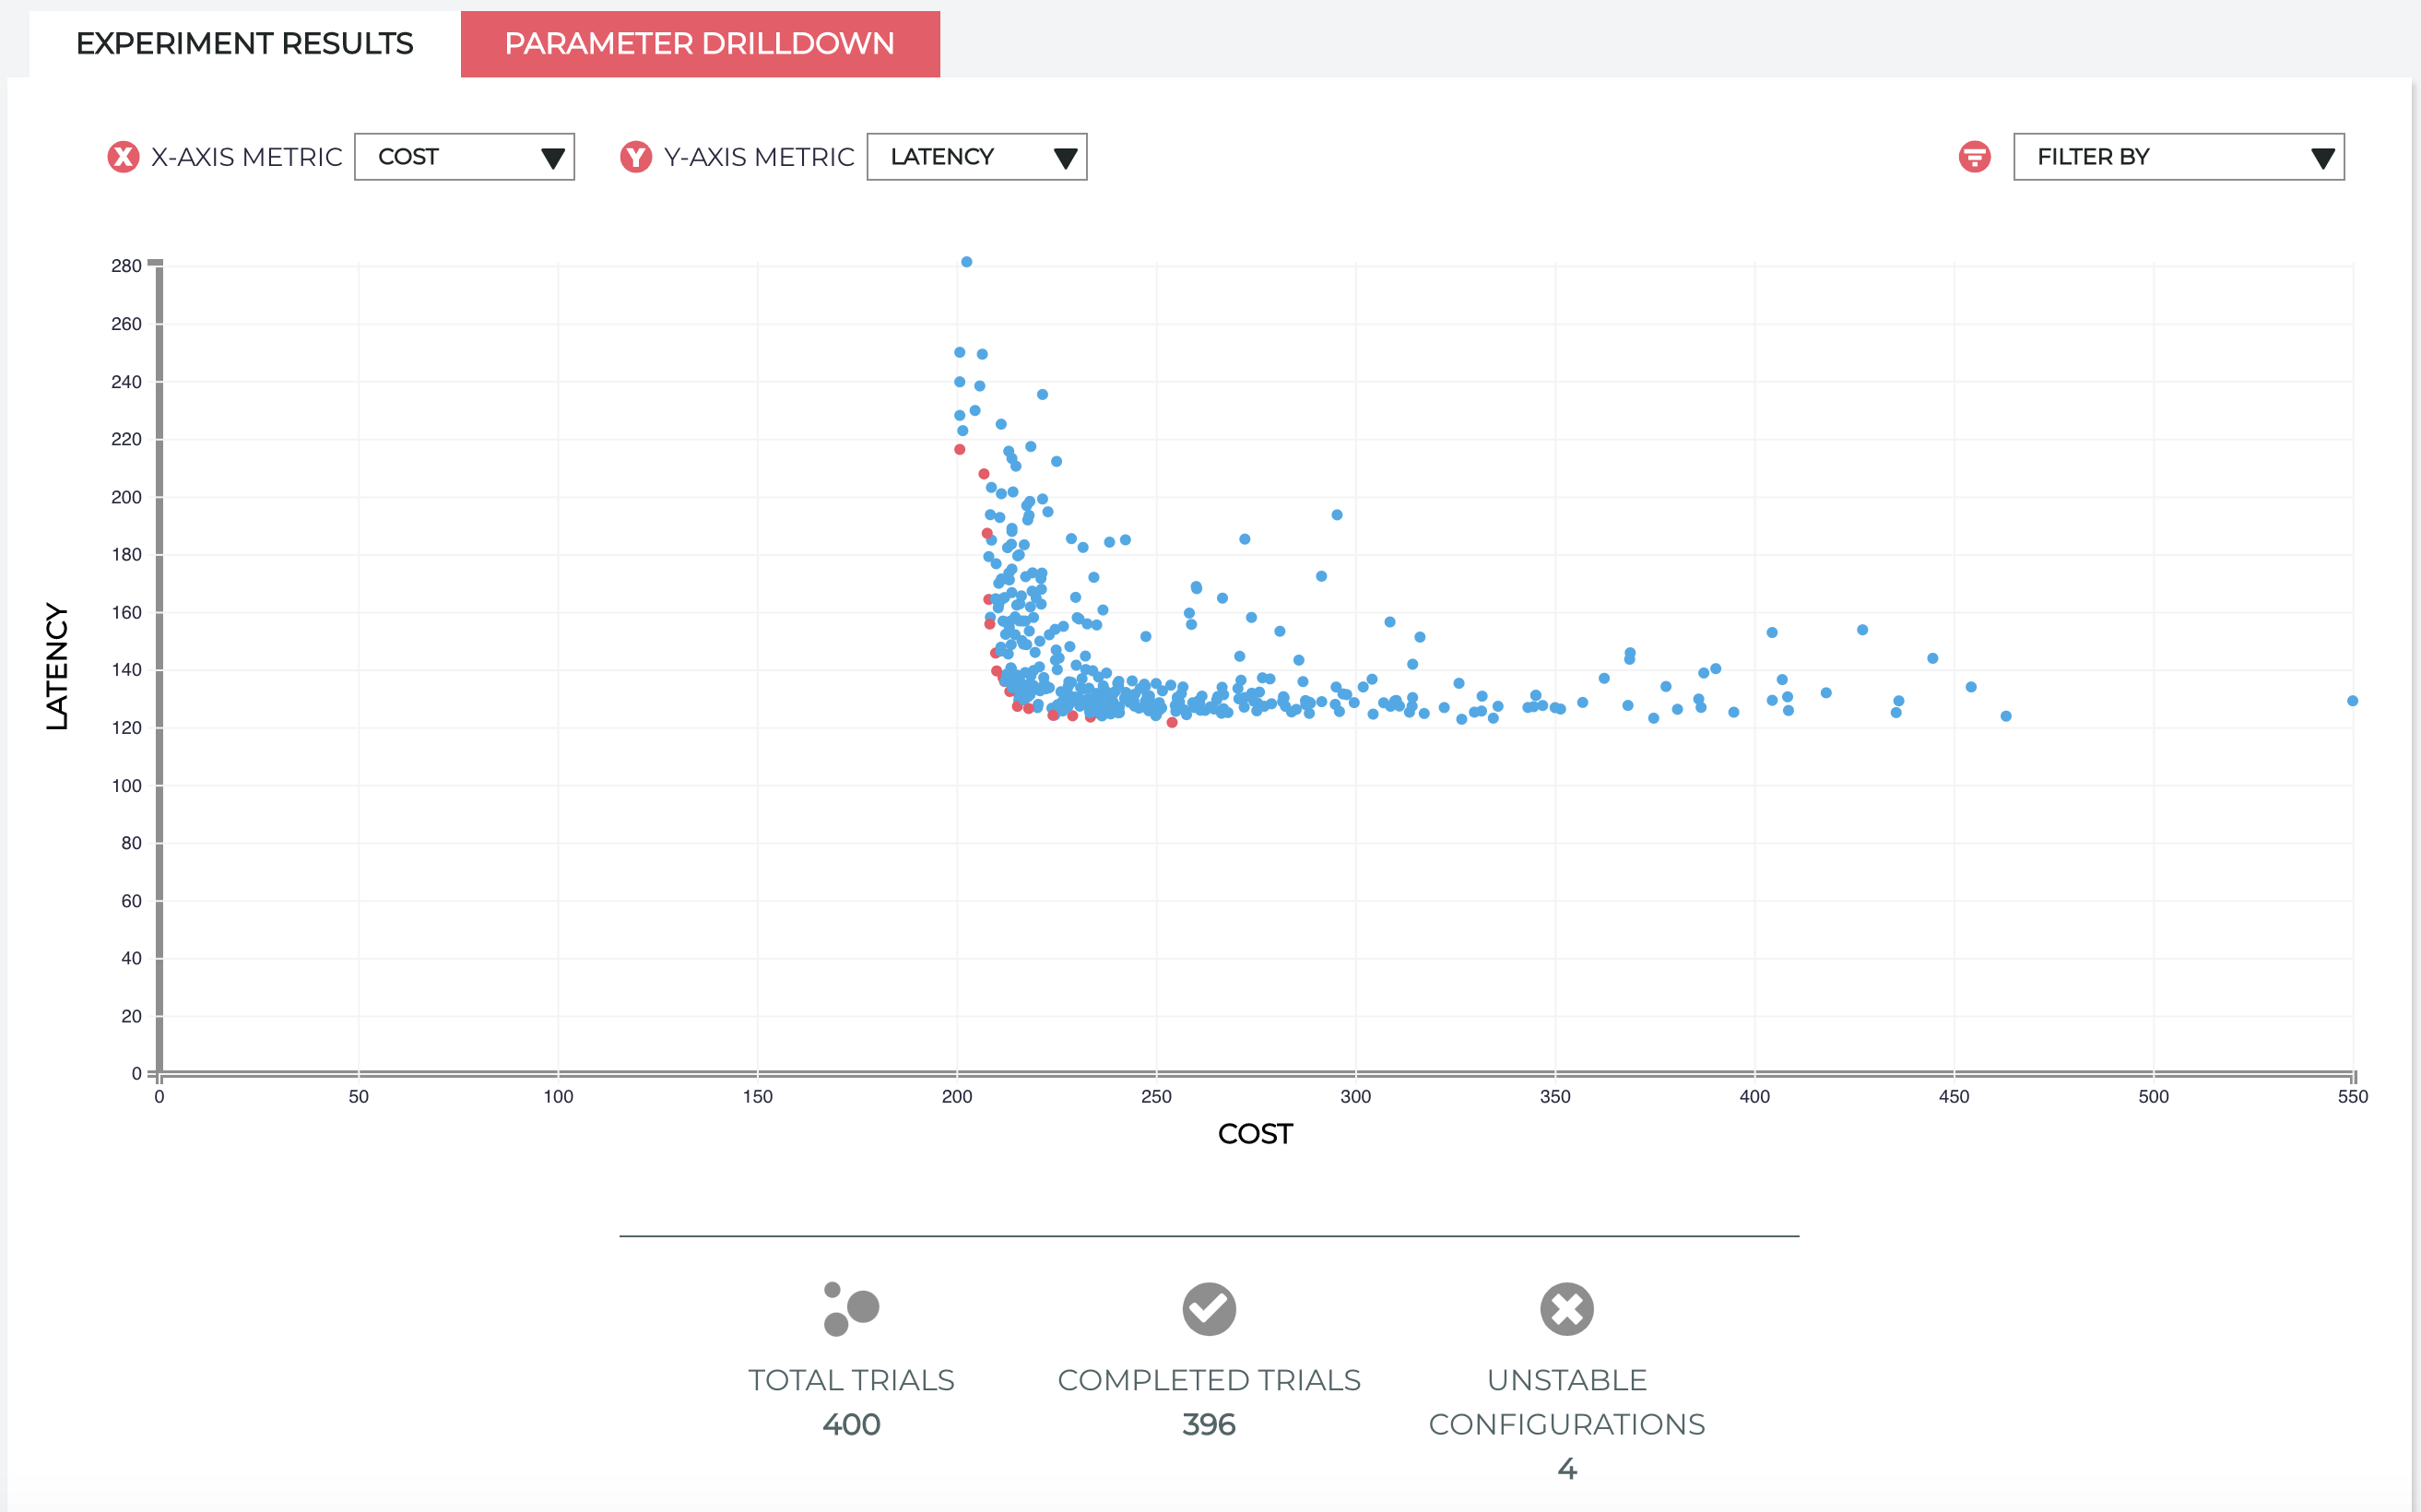 EXPERIMENT RESULTS
PARAMETER DRILLDOWN
X X-AXIS METRIC COST
Y Y-AXIS METRIC LATENCY
FILTER BY
280
260
240
220
200
180
160
140
120
100
80
60
40
20
0
LATENCY
0 50 100 150 200 250 300 350 400 450 500 550
COST
TOTAL TRIALS
400
COMPLETED TRIALS
396
UNSTABLE
CONFIGURATIONS
4